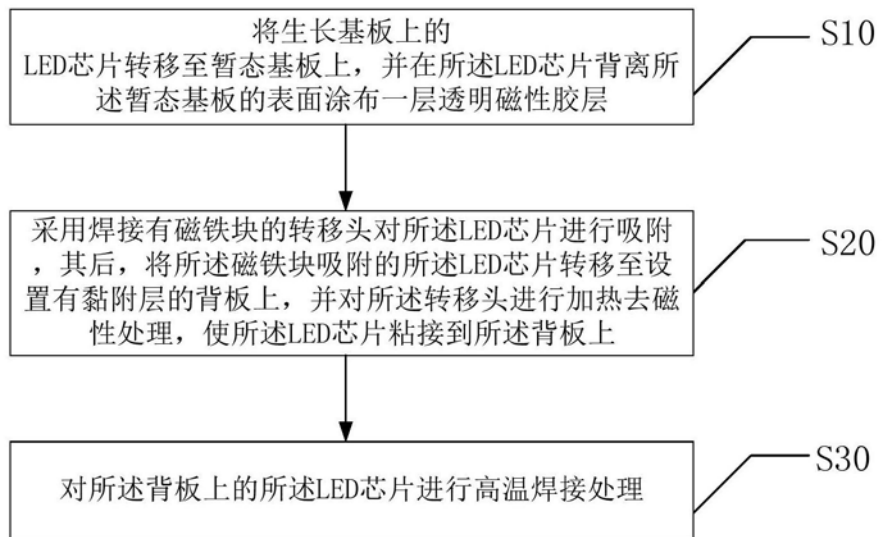 将生长基板上的
LED芯片转移至暂态基板上，并在所述LED芯片背离所
述暂态基板的表面涂布一层透明磁性胶层
S10
采用焊接有磁铁块的转移头对所述LED芯片进行吸附
，其后，将所述磁铁块吸附的所述LED芯片转移至设
置有黏附层的背板上，并对所述转移头进行加热去磁
性处理，使所述LED芯片粘接到所述背板上
S20
对所述背板上的所述LED芯片进行高温焊接处理
S30